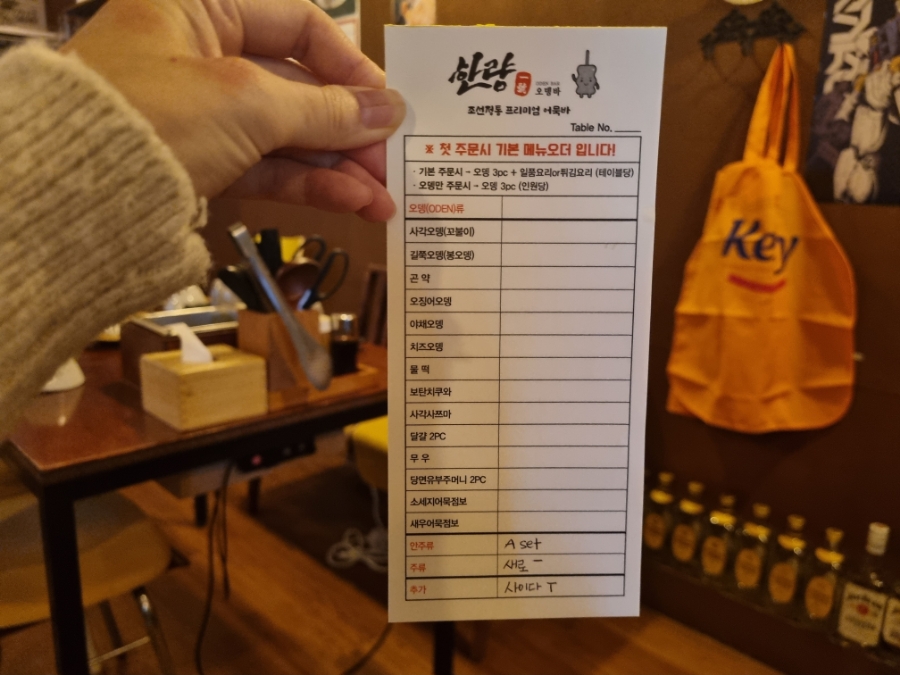 한량
오뎅바
조선정통 프리미엄 어묵바
Table No.
※ 첫 주문시 기본 메뉴오더 입니다!
· 기본 주문시 - 오뎅 3pc + 일품요리or튀김요리 (테이블당)
· 오뎅만 주문시 - 오뎅 3pc (인원당)
오뎅(ODEN)류
사각오뎅(꼬불이)
길쭉오뎅(봉오뎅)
곤 약
오징어오뎅
야채오뎅
치즈오뎅
물 떡
보탄치쿠와
사각사쯔마
달걀 2PC
무 우
당면유부주머니 2PC
소세지어묵점보
새우어묵점보
안주류 A set
주류 새로 ㅡ
추가 사이다 ㅜ
Key